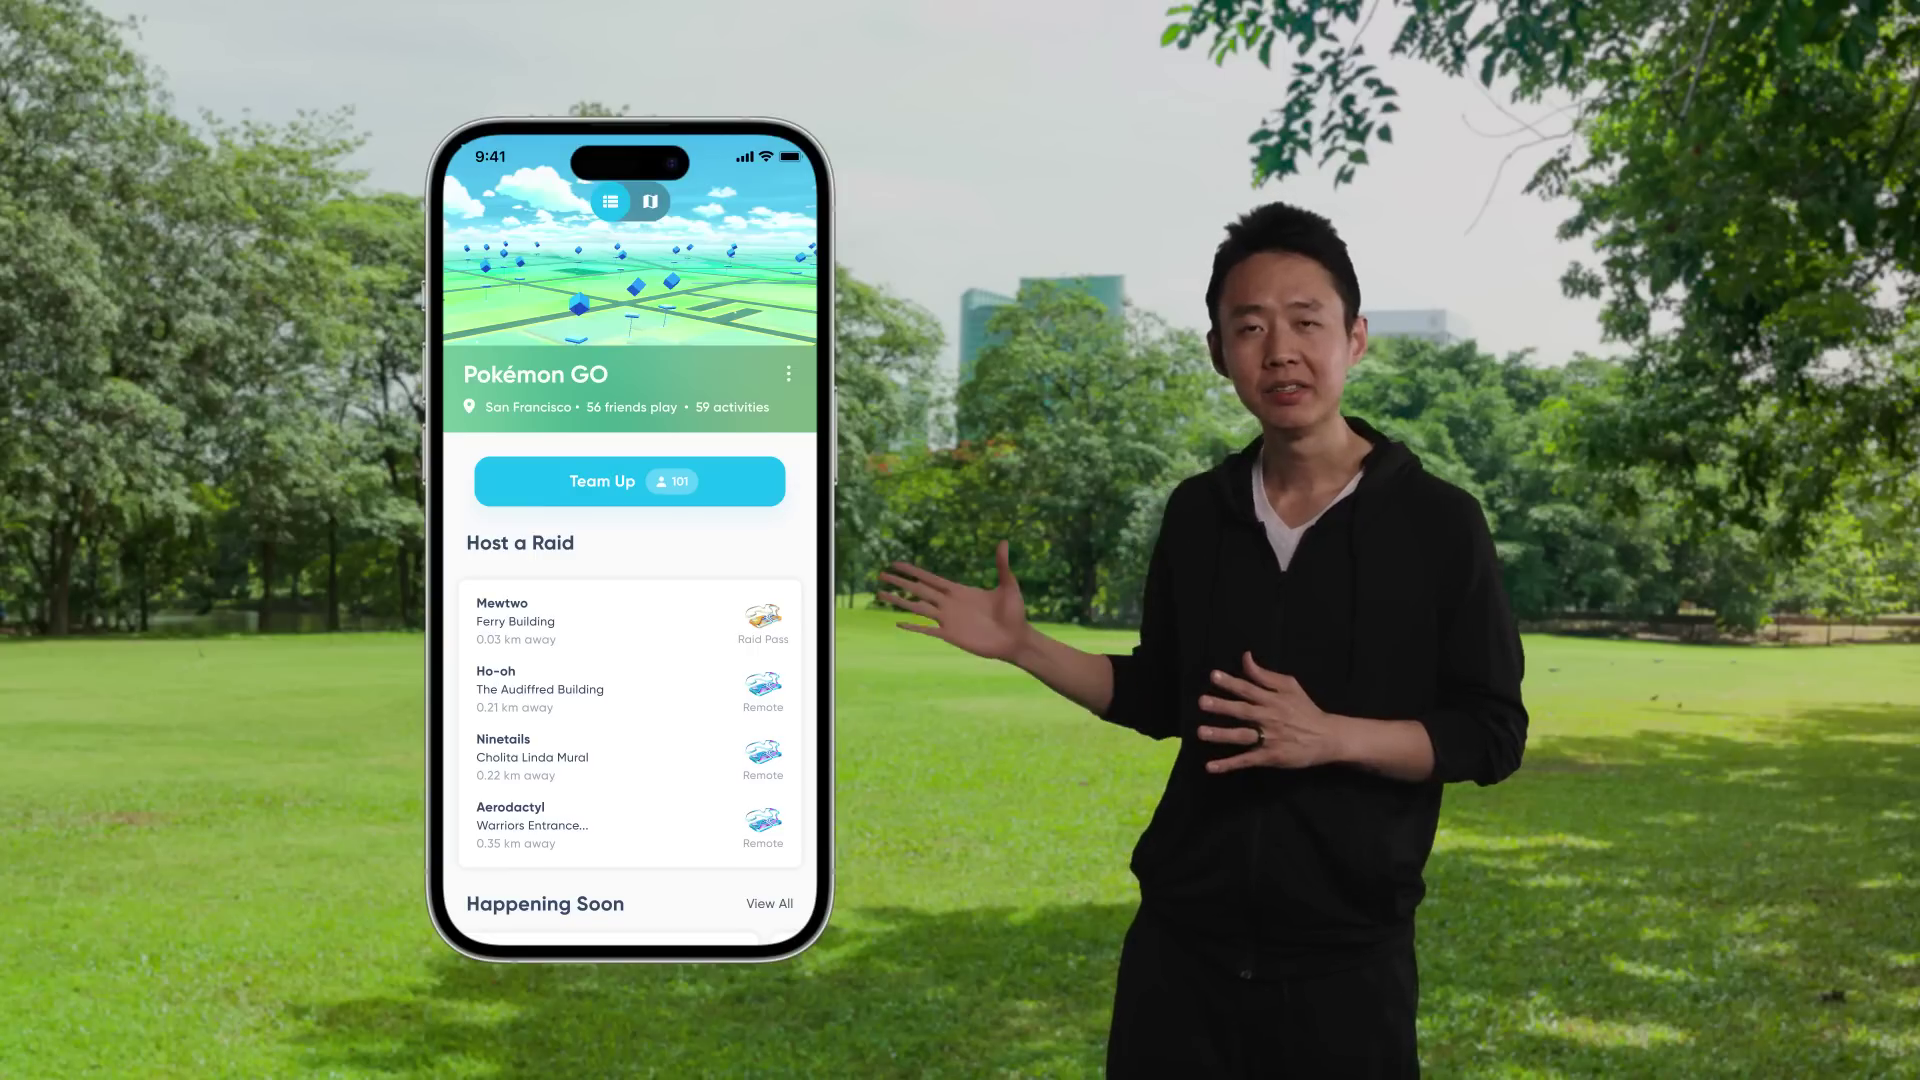 9:41
Pokémon GO
San Francisco • 56 friends play • 59 activities
Team Up 101
Host a Raid
Mewtwo
Ferry Building
0.03 km away
Raid Pass
Ho-oh
The Audiffred Building
0.21 km away
Remote
Ninetails
Cholita Linda Mural
0.22 km away
Remote
Aerodactyl
Warriors Entrance...
0.35 km away
Remote
Happening Soon
View All